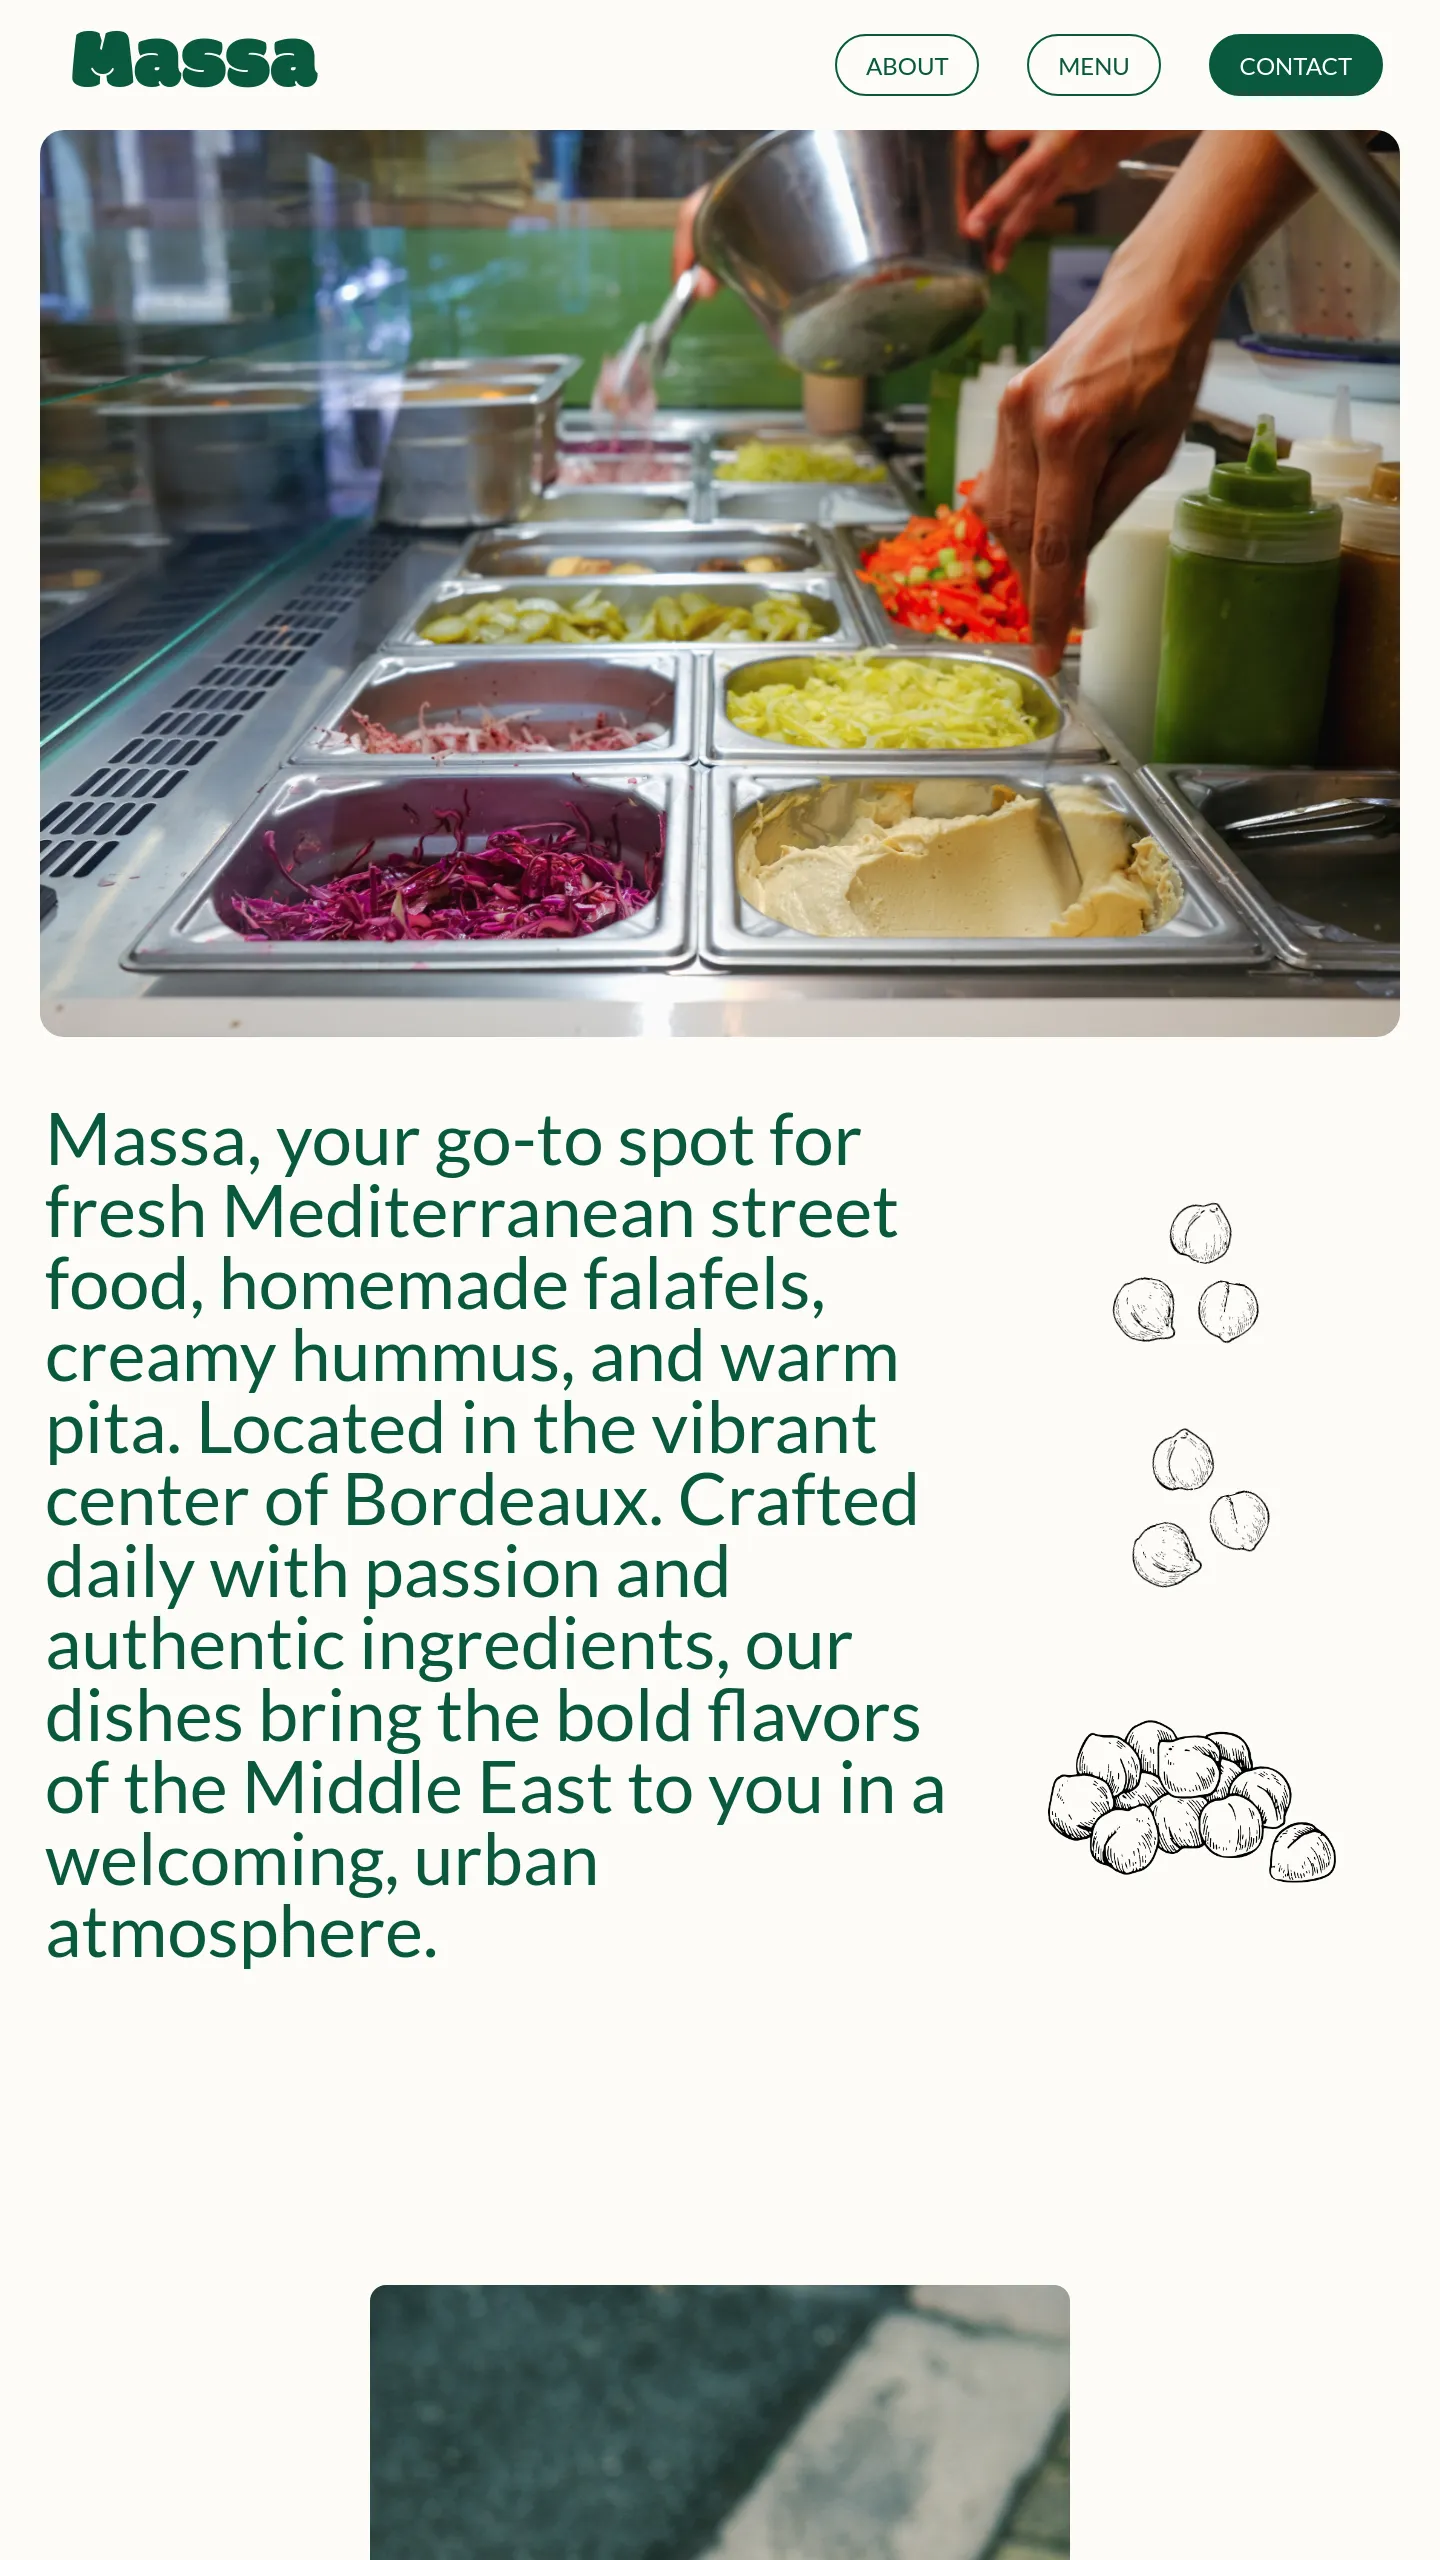 Massa
ABOUT
MENU
CONTACT
Massa, your go-to spot for
fresh Mediterranean street
food, homemade falafels,
creamy hummus, and warm
pita. Located in the vibrant
center of Bordeaux. Crafted
daily with passion and
authentic ingredients, our
dishes bring the bold flavors
of the Middle East to you in a
welcoming, urban
atmosphere.